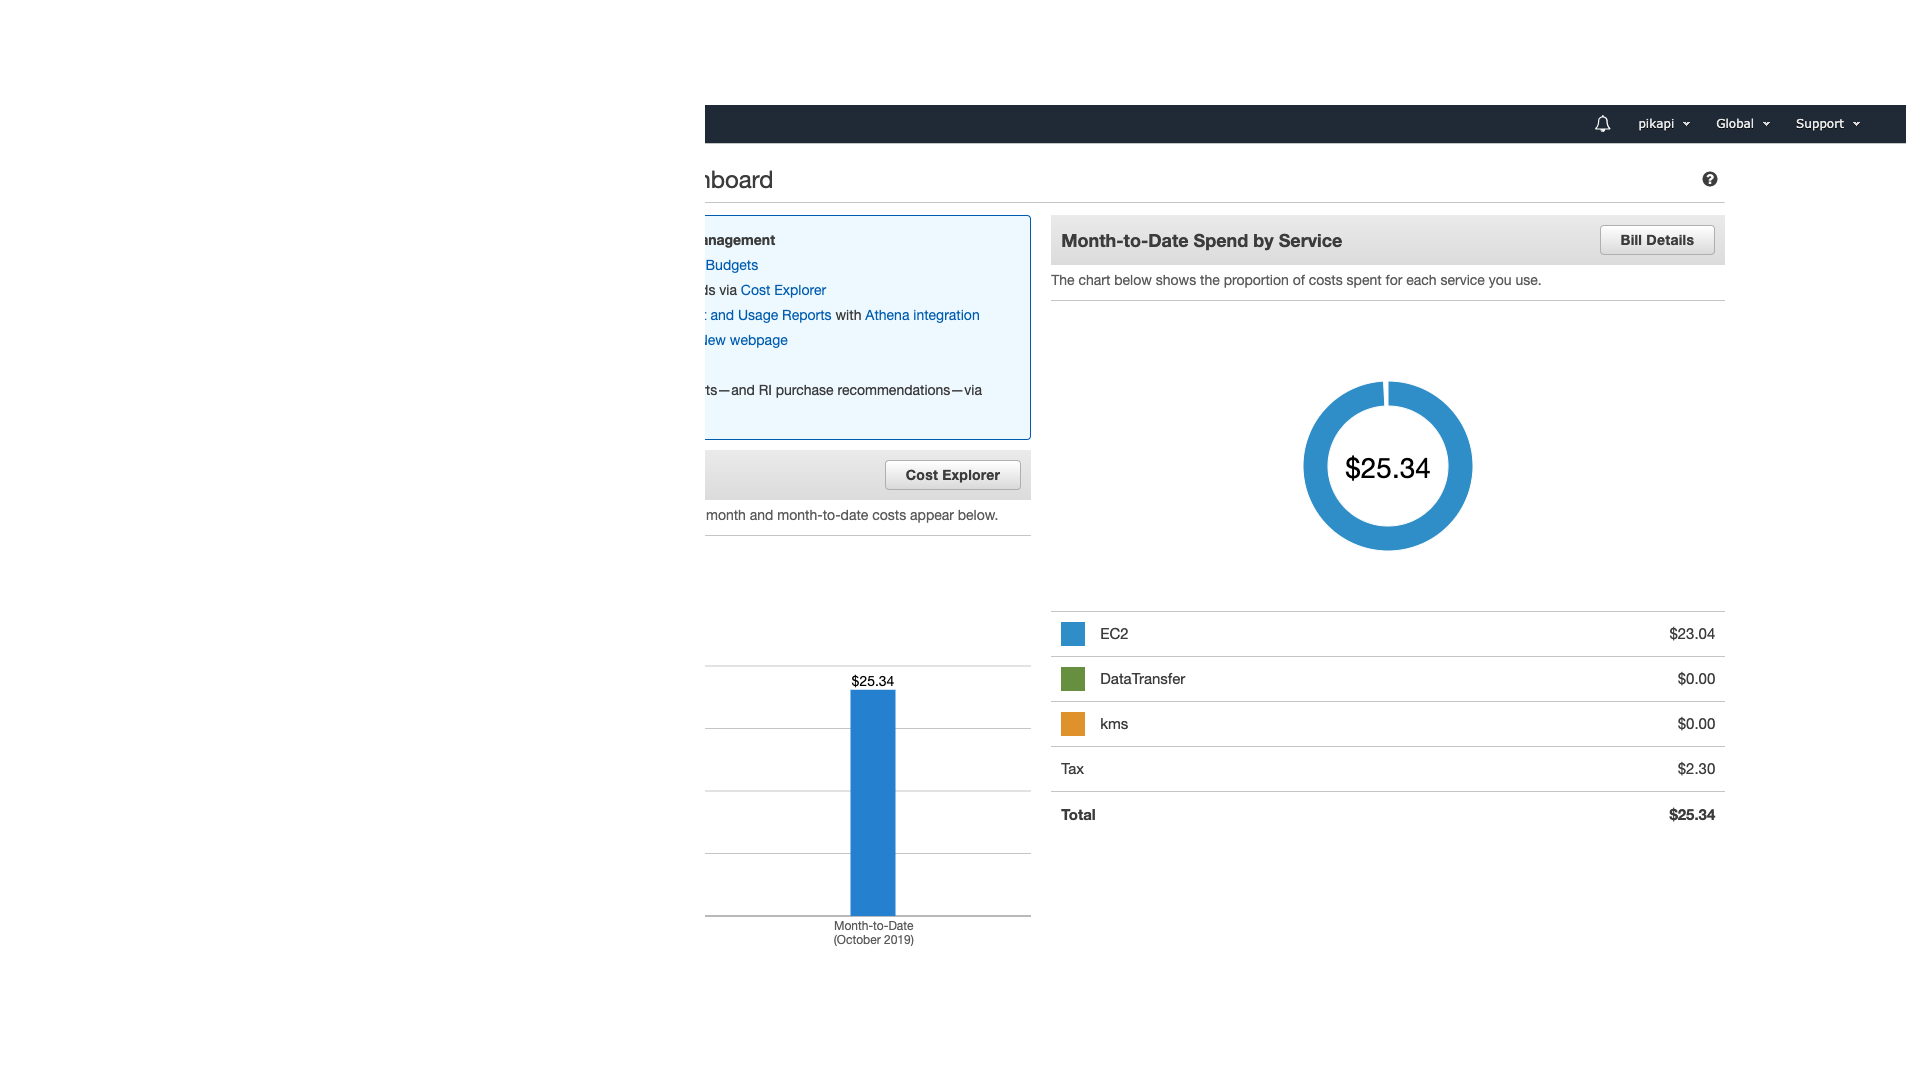 pikapi Global Support
board
Budgets
ds via Cost Explorer
and Usage Reports with Athena integration
webpage
and RI purchase recommendations—via
Cost Explorer
month and month-to-date costs appear below.
$25.34
Month-to-Date
(October 2019)
Month-to-Date Spend by Service
Bill Details
The chart below shows the proportion of costs spent for each service you use.
$25.34
EC2 $23.04
DataTransfer $0.00
kms $0.00
Tax $2.30
Total $25.34